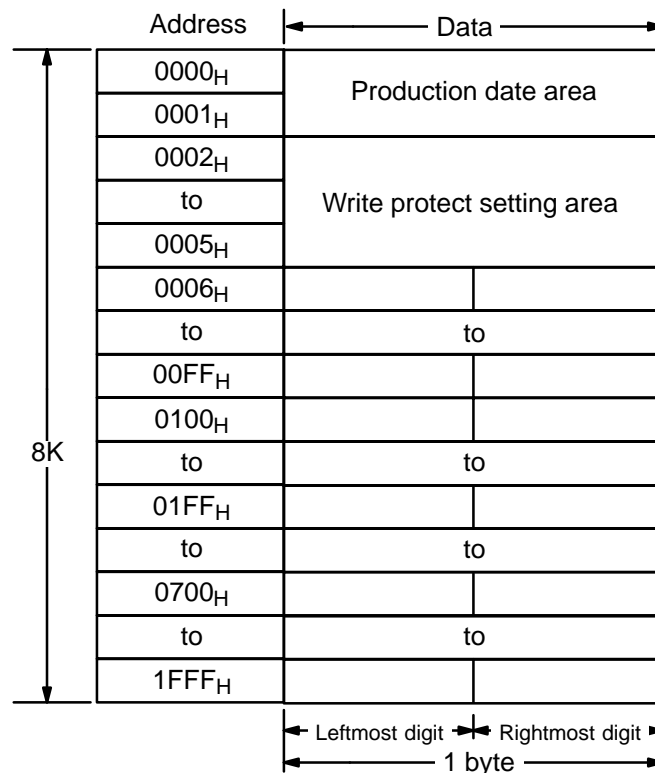 Address Data
0000H
Production date area
0001H
0002H
to Write protect setting area
0005H
0006H
to to
00FFH
0100H
8K
to to
01FFH
to to
0700H
to to
1FFFH
Leftmost digit Rightmost digit
1 byte